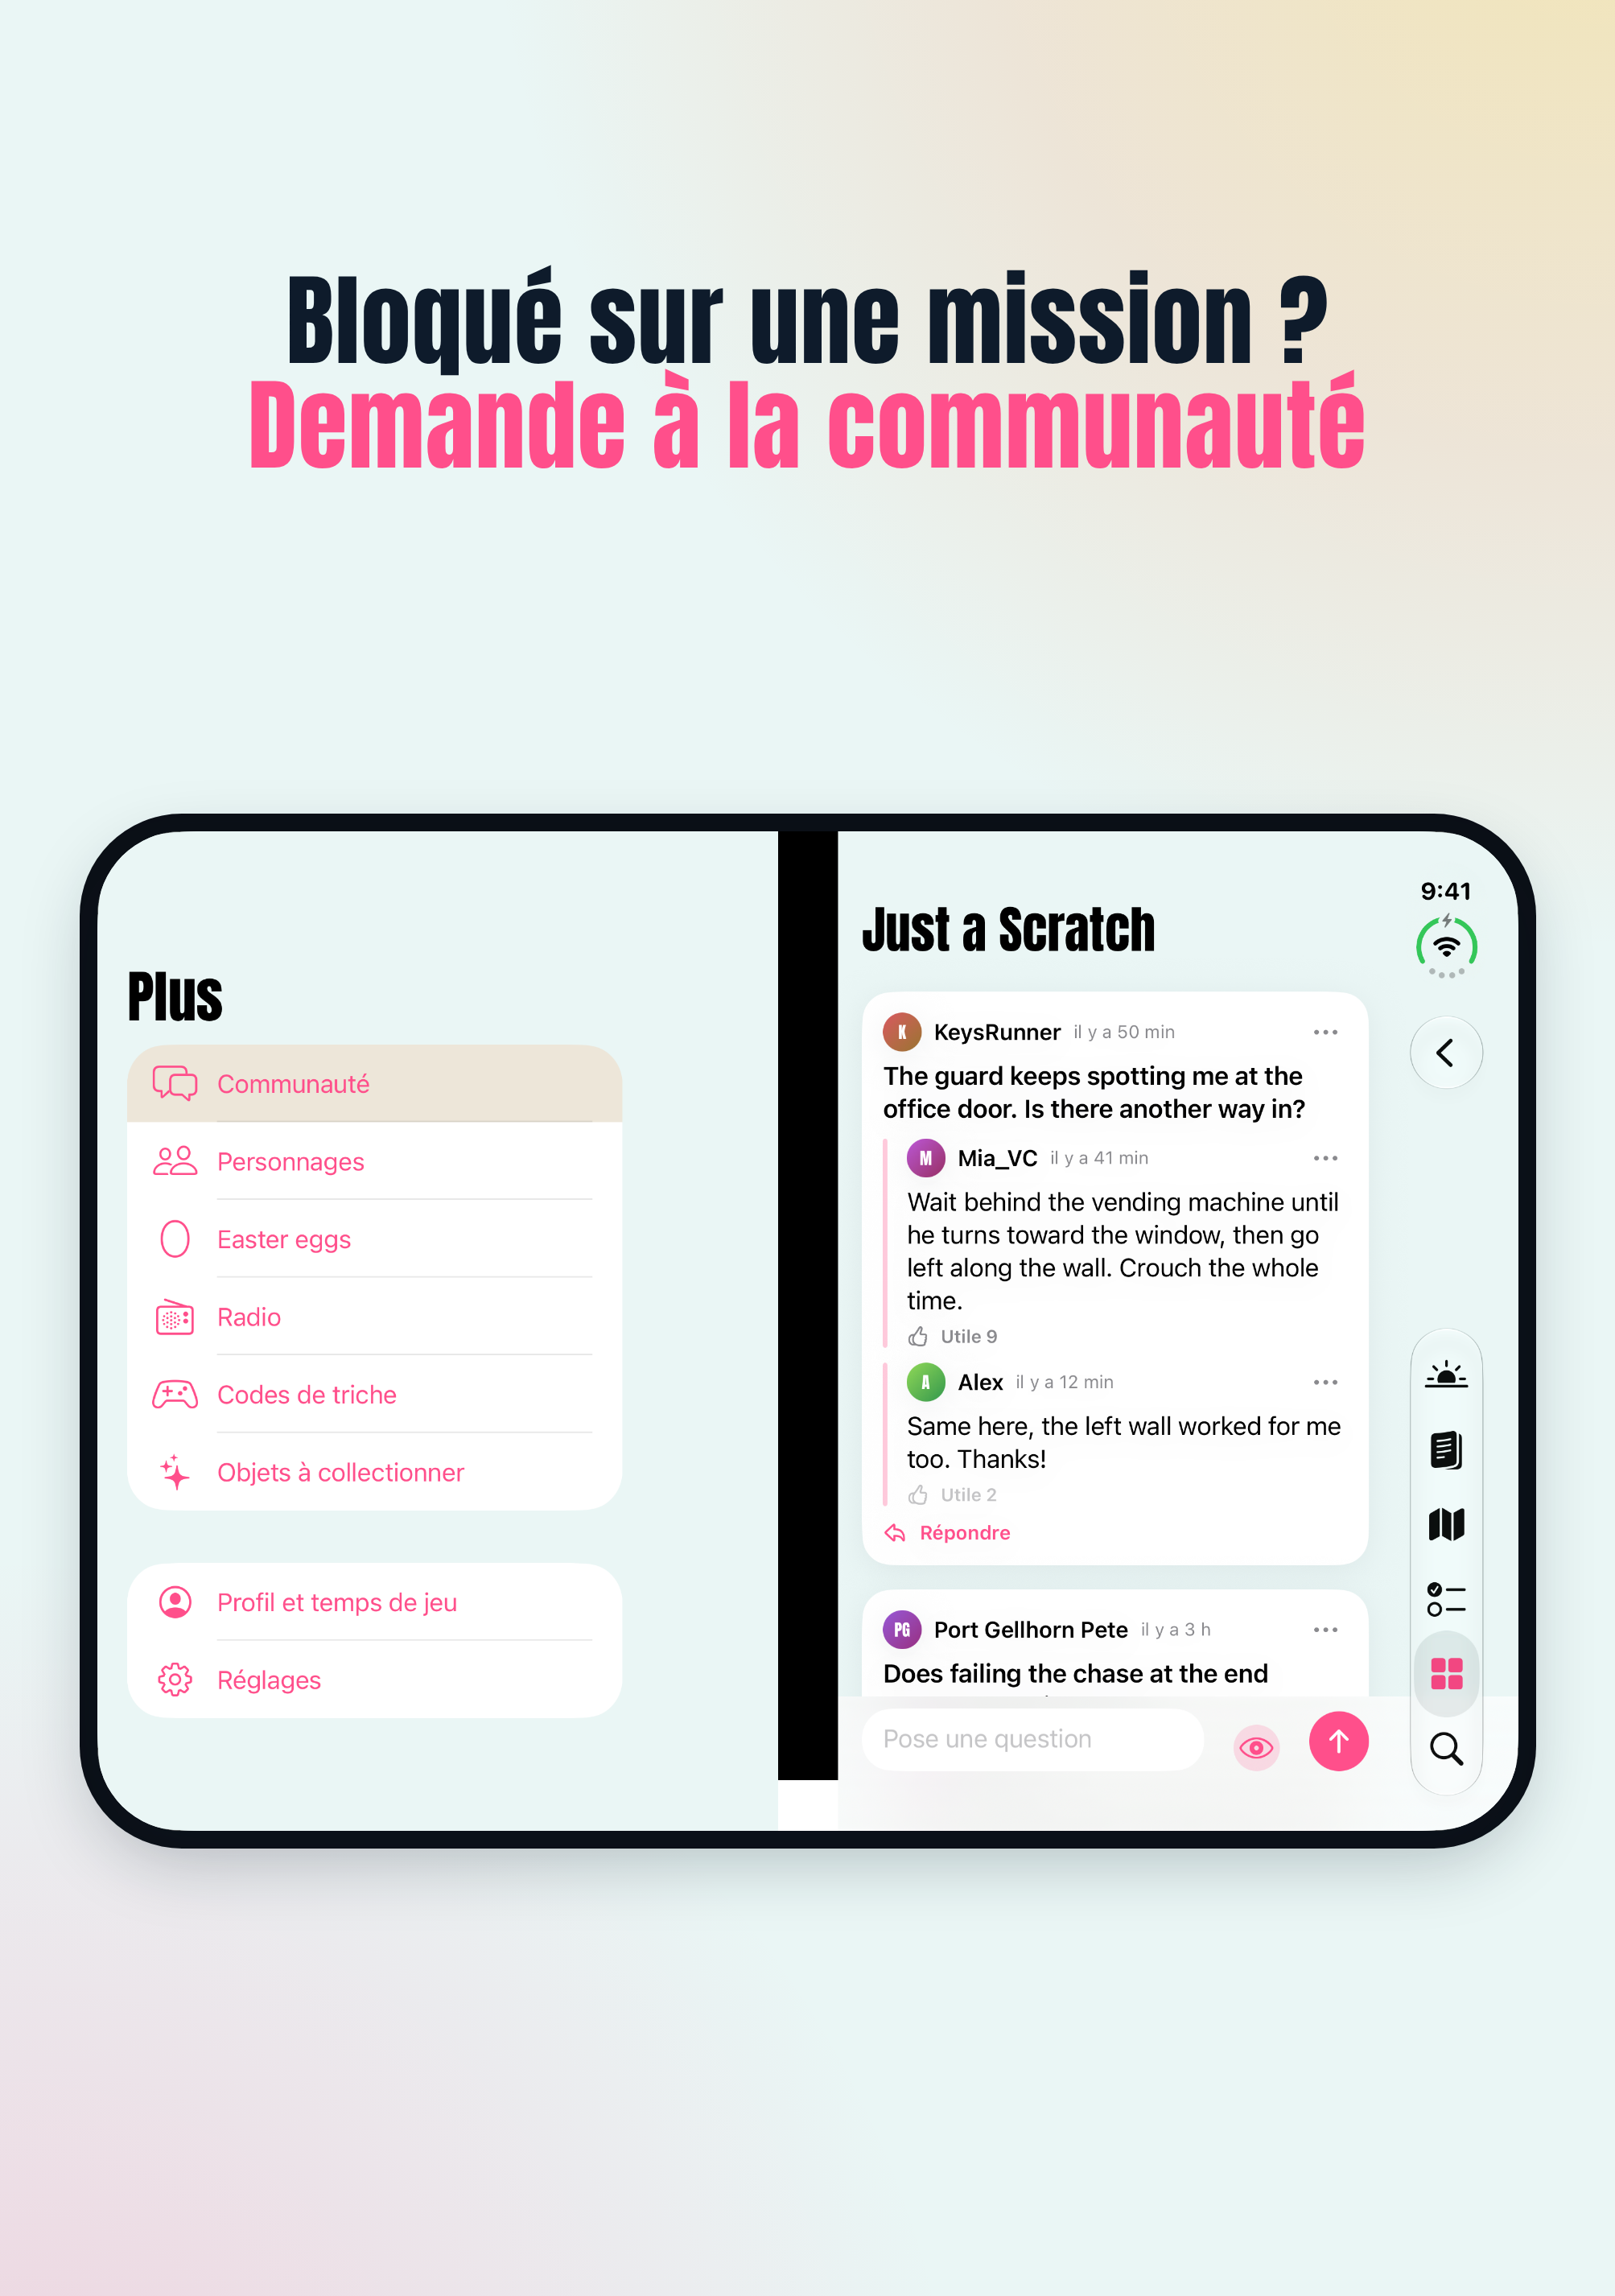 Bloqué sur une mission ?
Demande à la communauté
Plus
Communauté
Personnages
Easter eggs
Radio
Codes de triche
Objets à collectionner
Profil et temps de jeu
Réglages
Just a Scratch
9:41
K KeysRunner il y a 50 min
The guard keeps spotting me at the
office door. Is there another way in?
M Mia_VC il y a 41 min
Wait behind the vending machine until
he turns toward the window, then go
left along the wall. Crouch the whole
time.
Utile 9
A Alex il y a 12 min
Same here, the left wall worked for me
too. Thanks!
Utile 2
Répondre
PG Port Gellhorn Pete il y a 3 h
Does failing the chase at the end
Pose une question